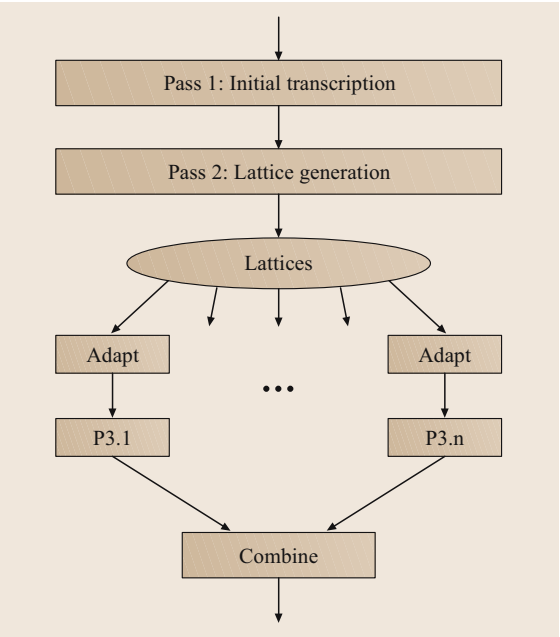 Pass 1: Initial transcription
Pass 2: Lattice generation
Lattices
Adapt
Adapt
...
P3.1
P3.n
Combine